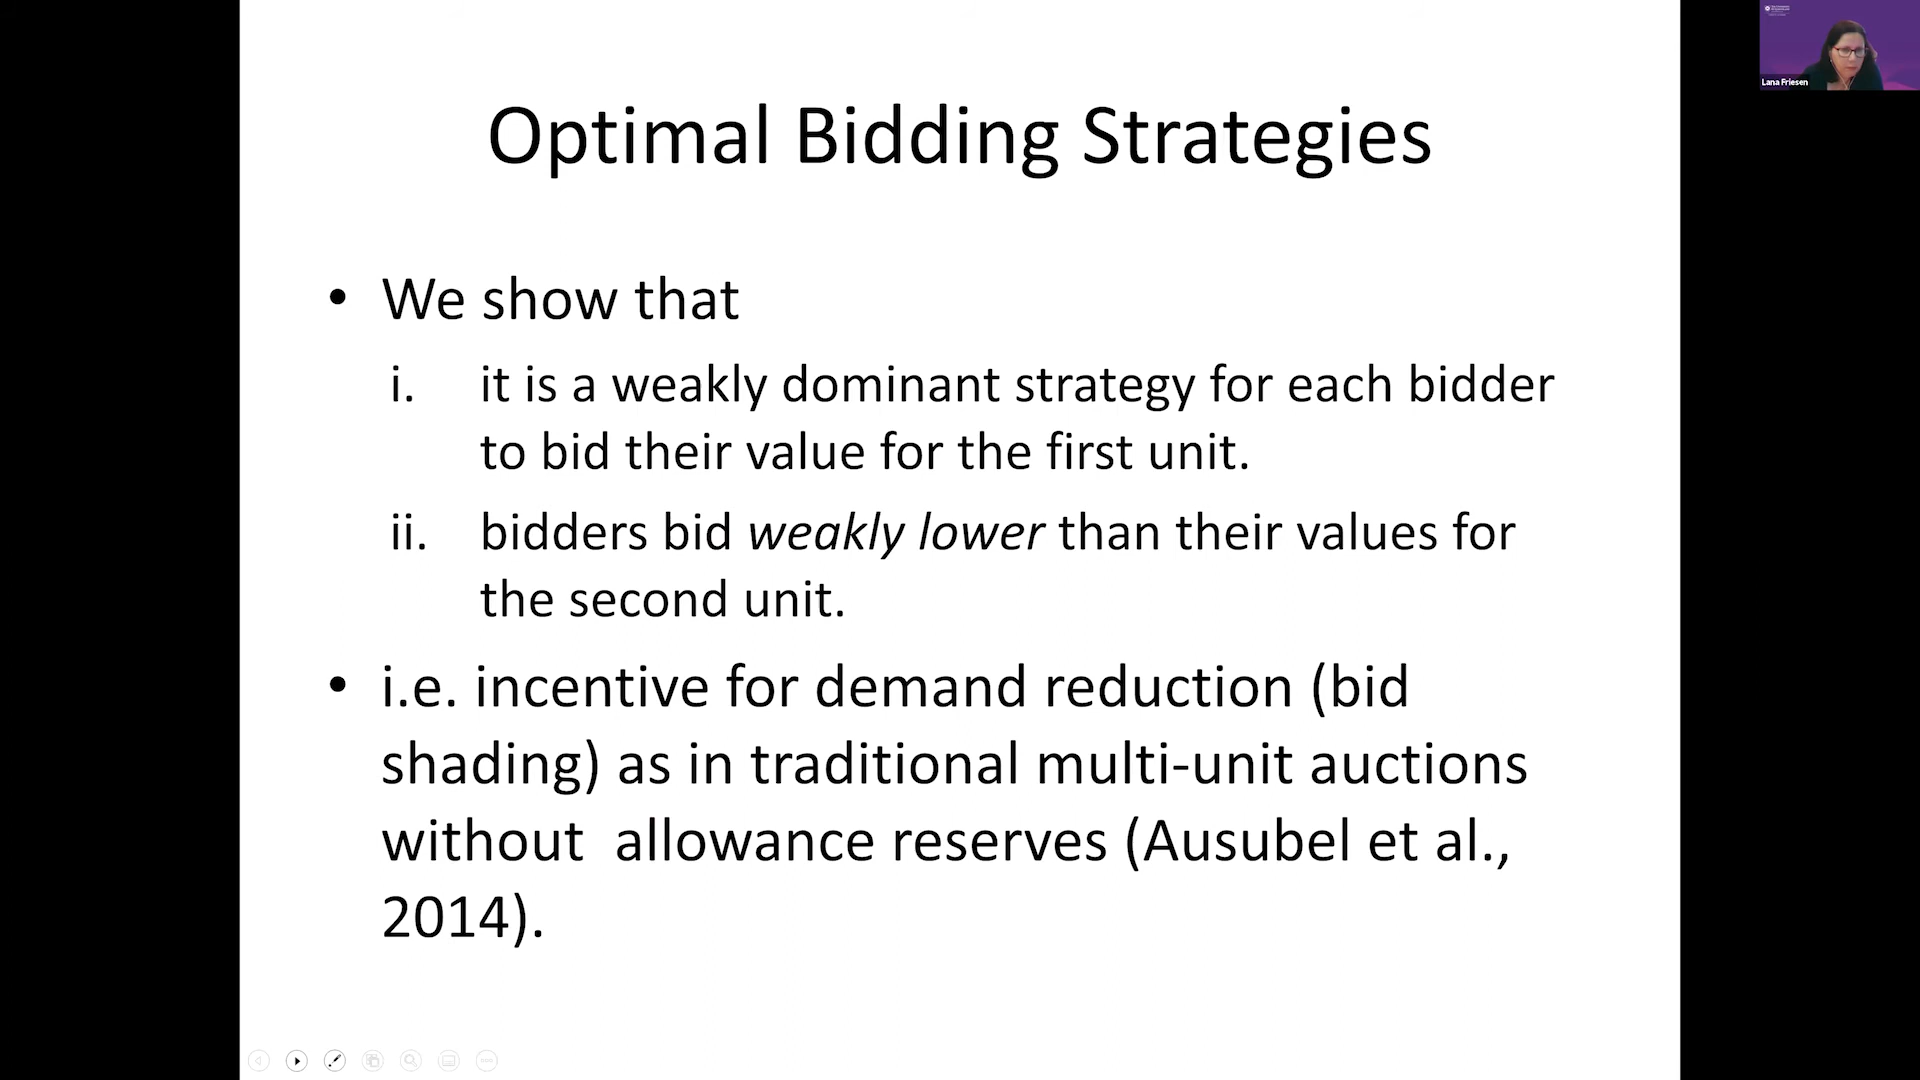 Lana Friesen
Optimal Bidding Strategies
• We show that
i. it is a weakly dominant strategy for each bidder
to bid their value for the first unit.
ii. bidders bid weakly lower than their values for
the second unit.
• i.e. incentive for demand reduction (bid
shading) as in traditional multi-unit auctions
without allowance reserves (Ausubel et al.,
2014).